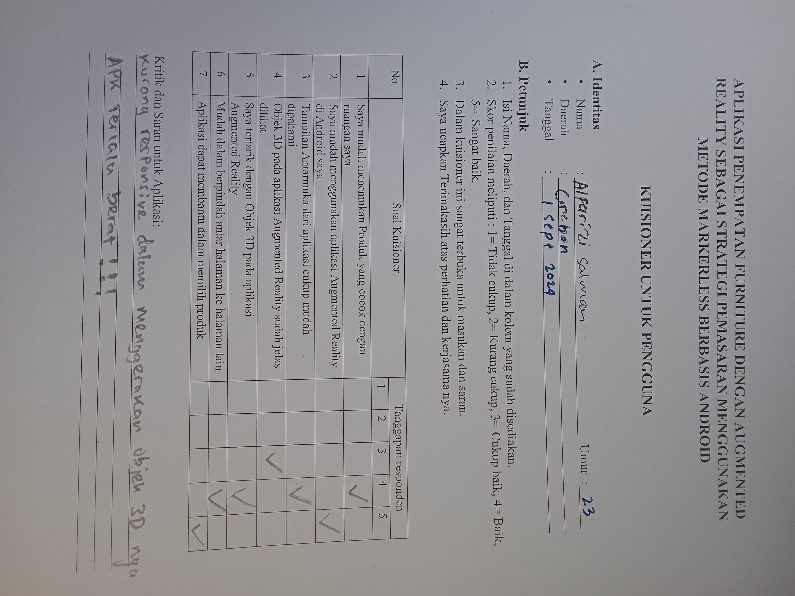 APLIKASI PENEMPATAN FURNITURE DENGAN AUGMENTED
REALITY SEBAGAI STRATEGI PEMASARAN MENGGUNAKAN
METODE MARKERLESS BERBASIS ANDROID
KUISIONER UNTUK PENGGUNA
A. Identitas
• Nama : Alparizi Salman Umur : 23
• Daerah : Cirebon
• Tanggal : 1 Sept 2024
B. Petunjuk
1. Isi Nama, Daerah, dan Tanggal di dalam kolom yang sudah disediakan.
2. Skor penilaian meliputi : 1= Tidak cukup, 2= Kurang cukup, 3= Cukup baik, 4= Baik,
5= Sangat baik
3. Dalam kuisioner ini sangat terbuka untuk masukan dan saran.
4. Saya ucapkan Terimakasih atas perhatian dan kerjasama nya.
No Soal Kuisioner Tanggapan responden
1 2 3 4 5
1 Saya mudah menemukan Produk yang cocok dengan
ruangan saya ✓
2 Saya mudah menggunakan aplikasi Augmented Reality
di Android saya ✓
3 Tampilan Antarmuka dari aplikasi cukup mudah
dipahami ✓
4 Objek 3D pada aplikasi Augmented Reality sudah jelas
dilihat ✓
5 Saya tertarik dengan Objek 3D pada aplikasi
Augmented Reality ✓
6 Mudah dalam berpindah antar halaman ke halaman lain ✓
7 Aplikasi dapat membantu dalam memilih produk ✓
Kritik dan Saran untuk Aplikasi:
Kurang responsive dalam menggerakan objek 3D nya
APK Terlalu berat !!!